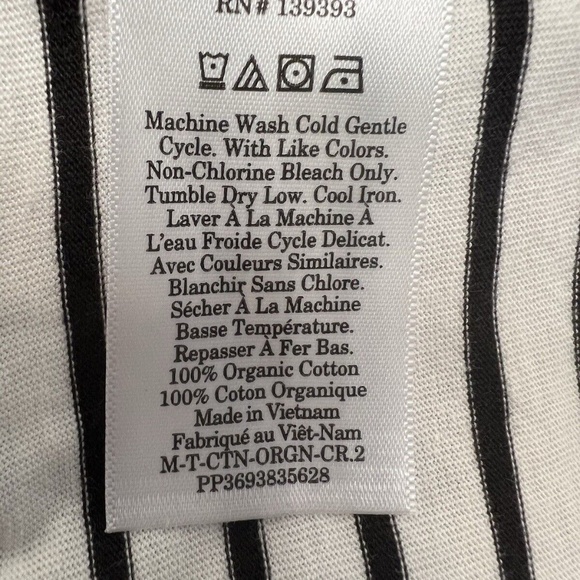 RN# 139393
Machine Wash Cold Gentle
Cycle. With Like Colors.
Non-Chlorine Bleach Only.
Tumble Dry Low. Cool Iron.
Laver À La Machine À
L'eau Froide Cycle Delicat.
Avec Couleurs Similaires.
Blanchir Sans Chlore.
Sécher À La Machine
Basse Température.
Repasser À Fer Bas.
100% Organic Cotton
100% Coton Organique
Made in Vietnam
Fabriqué au Viêt-Nam
M-T-CTN-ORGN-CR.2
PP3693835628